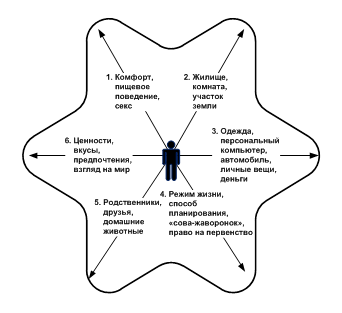 1. Комфорт,
пищевое
поведение,
секс
2. Жилище,
комната,
участок
земпи
3. Одежда,
персональный
компьютер,
автомобиль,
личные вещи,
деньги
4. Режим жизни,
способ
планирования,
«сова-жаворонок»,
право на первенство
5. Родственники,
друзья,
домашние
животные
6. Ценности,
вкусы,
предпочтения,
взгляд на мир